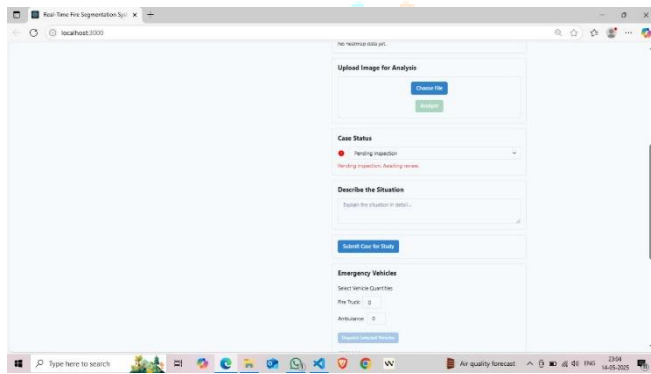 Real-Time Fire Segmentation Sys
localhost:3000
No heatmap data yet.
Upload Image for Analysis
Choose File
Analyze
Case Status
Pending Inspection
Pending inspection. Awaiting review.
Describe the Situation
Explain the situation in detail...
Submit Case for Study
Emergency Vehicles
Select Vehicle Quantities
Fire Truck: 0
Ambulance: 0
Dispatch Selected Vehicles
Type here to search
Air quality forecast
ENG
23:04
14-05-2025